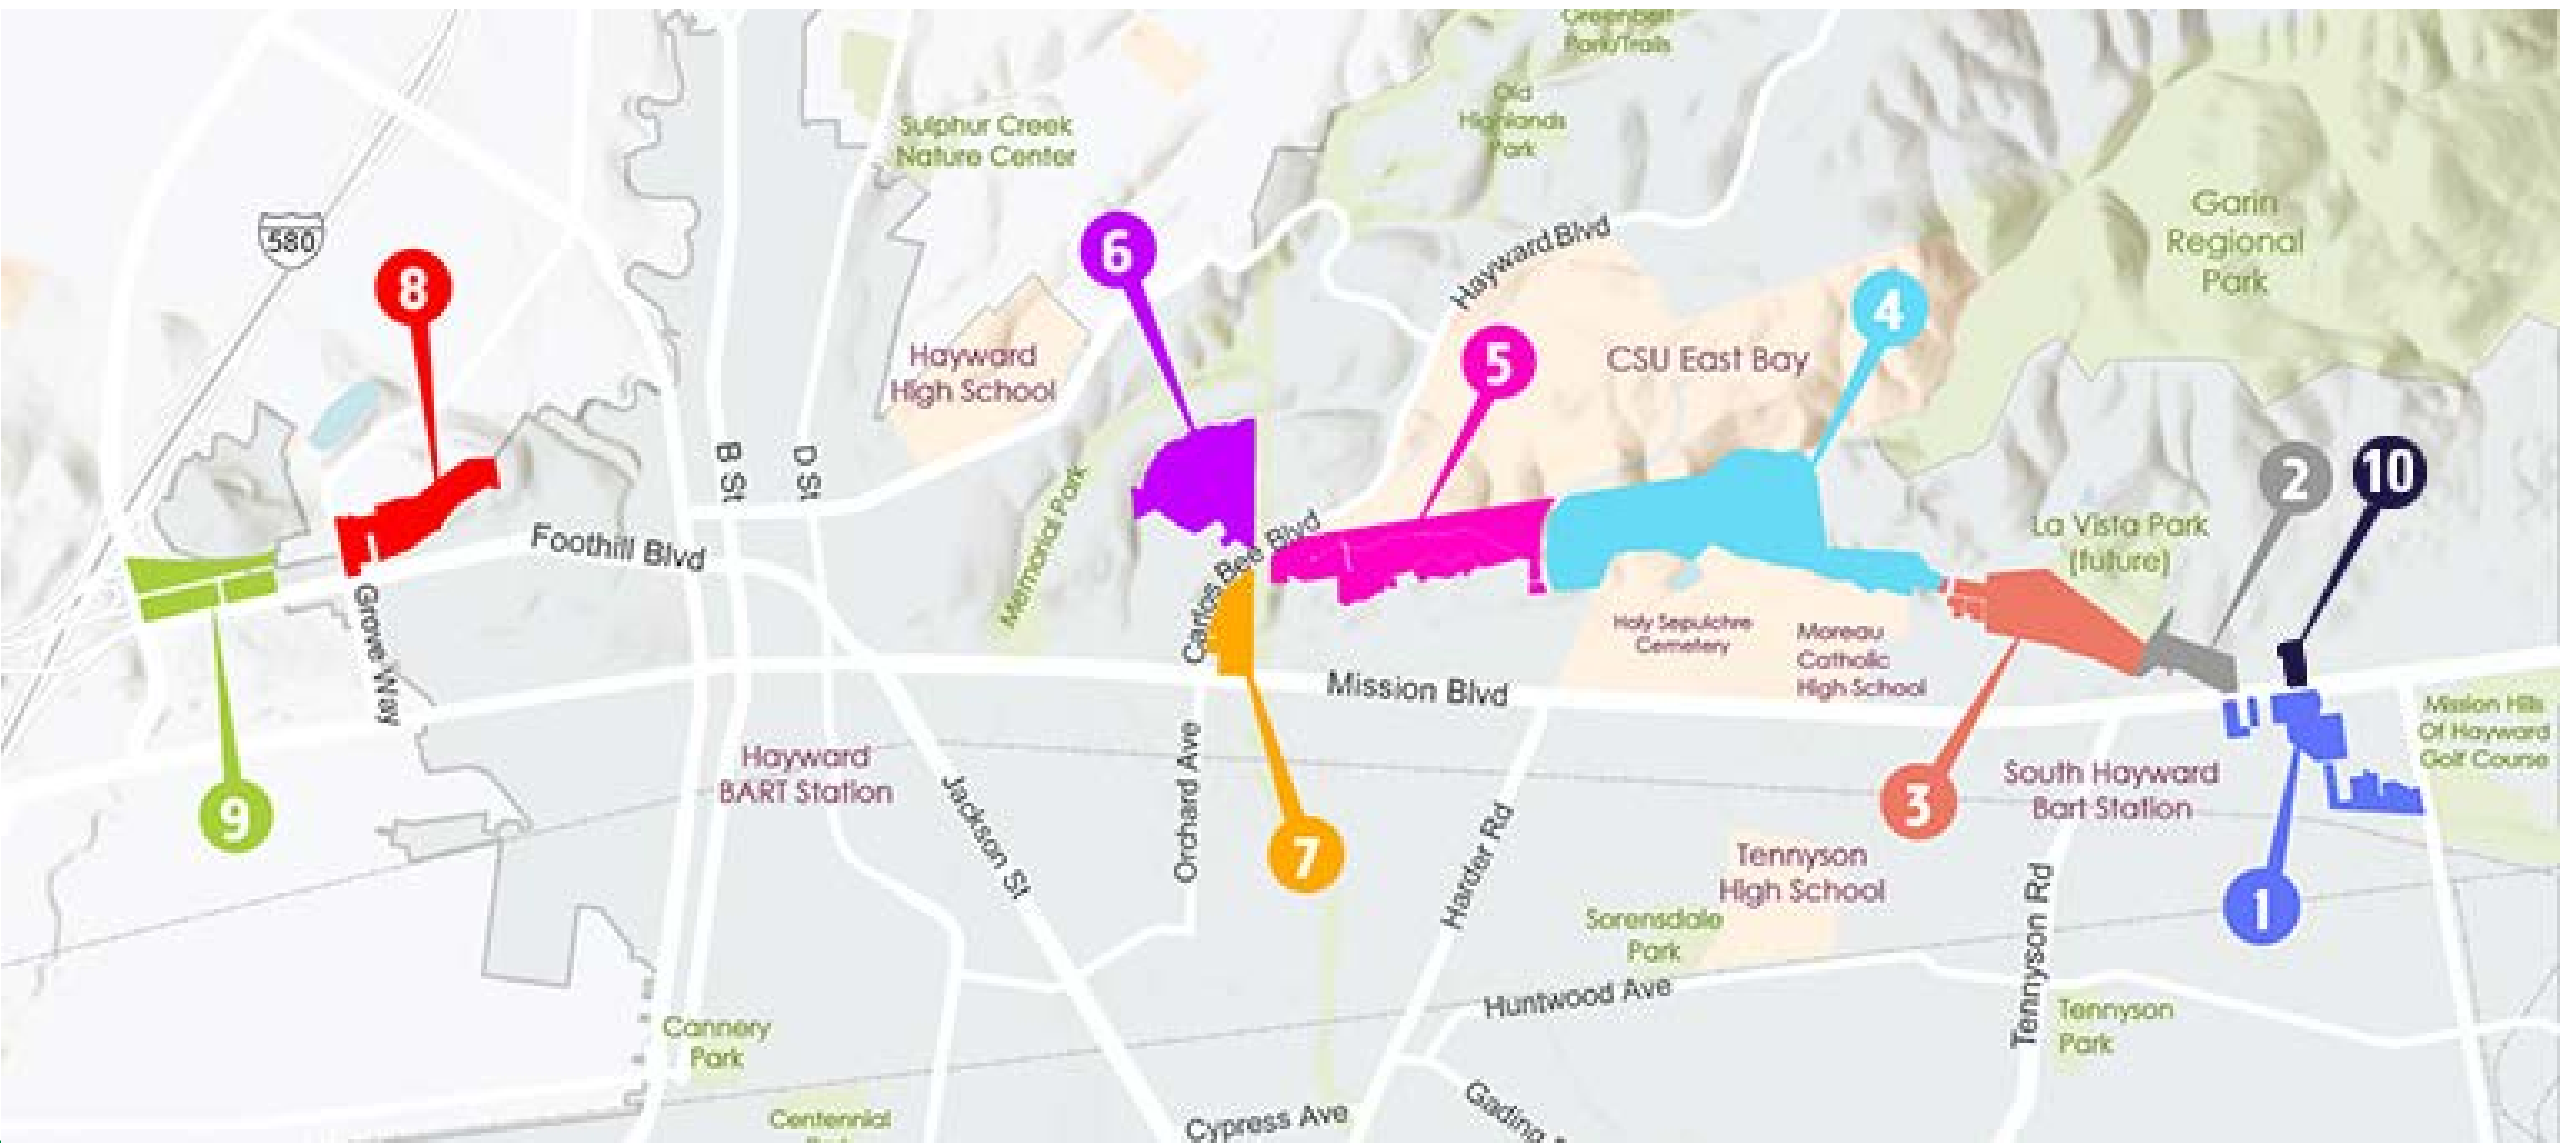 Greenbelt
Park/Trails
Old
Highlands
Park
Sulphur Creek
Nature Center
Garin
Regional
Park
580
8
6
Hayward Blvd
4
5
CSU East Bay
Hayward
High School
B St
D St
2
10
Memorial Park
Foothill Blvd
Carlos Bee Blvd
La Vista Park
(future)
Grove Way
Holy Sepulchre
Cemetery
Moreau
Catholic
High School
Mission Blvd
Mission Hills
Of Hayward
Golf Course
Hayward
BART Station
Orchard Ave
Jackson St
9
7
3
South Hayward
Bart Station
1
Harder Rd
Tennyson
High School
Sorensdale
Park
Tennyson Rd
Huntwood Ave
Tennyson
Park
Cannery
Park
Centennial
Cypress Ave
Gading